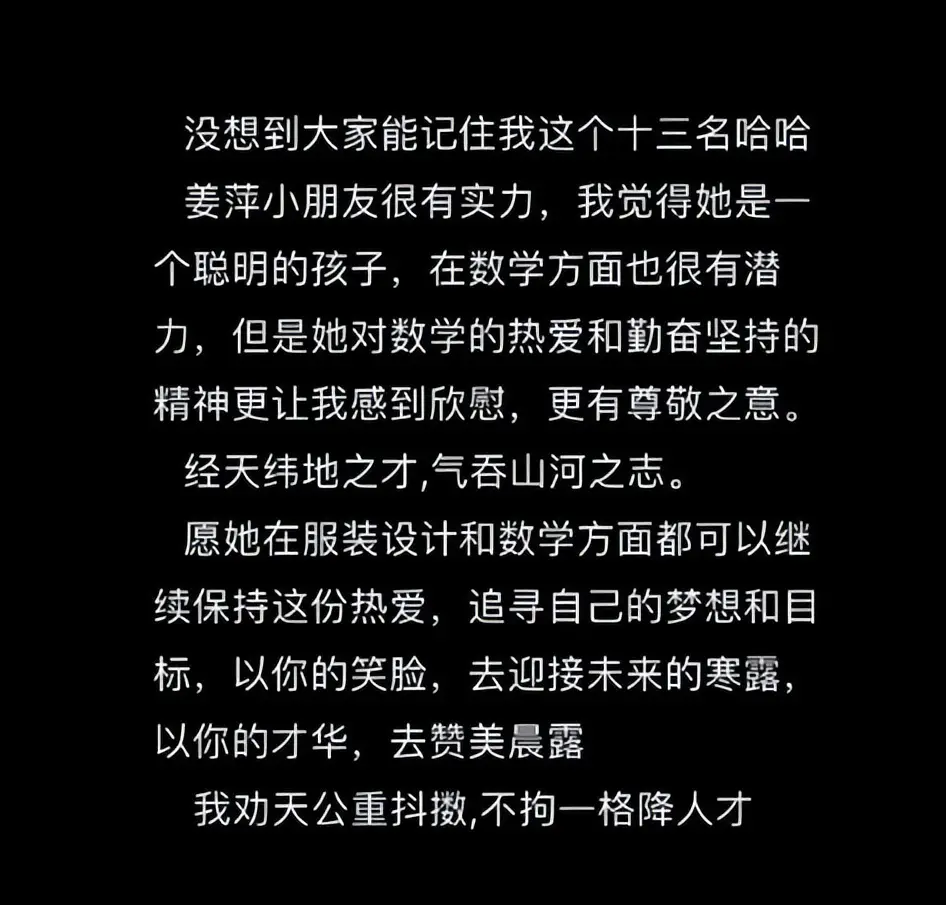 没想到大家能记住我这个十三名哈哈
姜萍小朋友很有实力，我觉得她是一
个聪明的孩子，在数学方面也很有潜
力，但是她对数学的热爱和勤奋坚持的
精神更让我感到欣慰，更有尊敬之意。
经天纬地之才,气吞山河之志。
愿她在服装设计和数学方面都可以继
续保持这份热爱，追寻自己的梦想和目
标，以你的笑脸，去迎接未来的寒露，
以你的才华，去赞美晨露
我劝天公重抖擞,不拘一格降人才